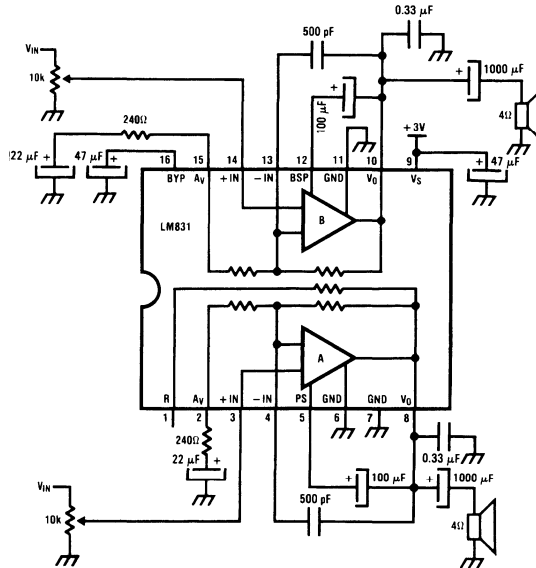 500 pF
0.33 µF
VIN
10k
+
100 µF
+
1000 µF
4Ω
240Ω
+ 3V
22 µF
+
47 µF
+
+
47 µF
16 15 14 13 12 11 10 9
BYP AV + IN − IN BSP GND VO VS
LM831
B
A
R AV + IN − IN PS GND GND VO
1 2 3 4 5 6 7 8
240Ω
22 µF
+
0.33 µF
VIN
10k
500 pF
+
100 µF
+
1000 µF
4Ω